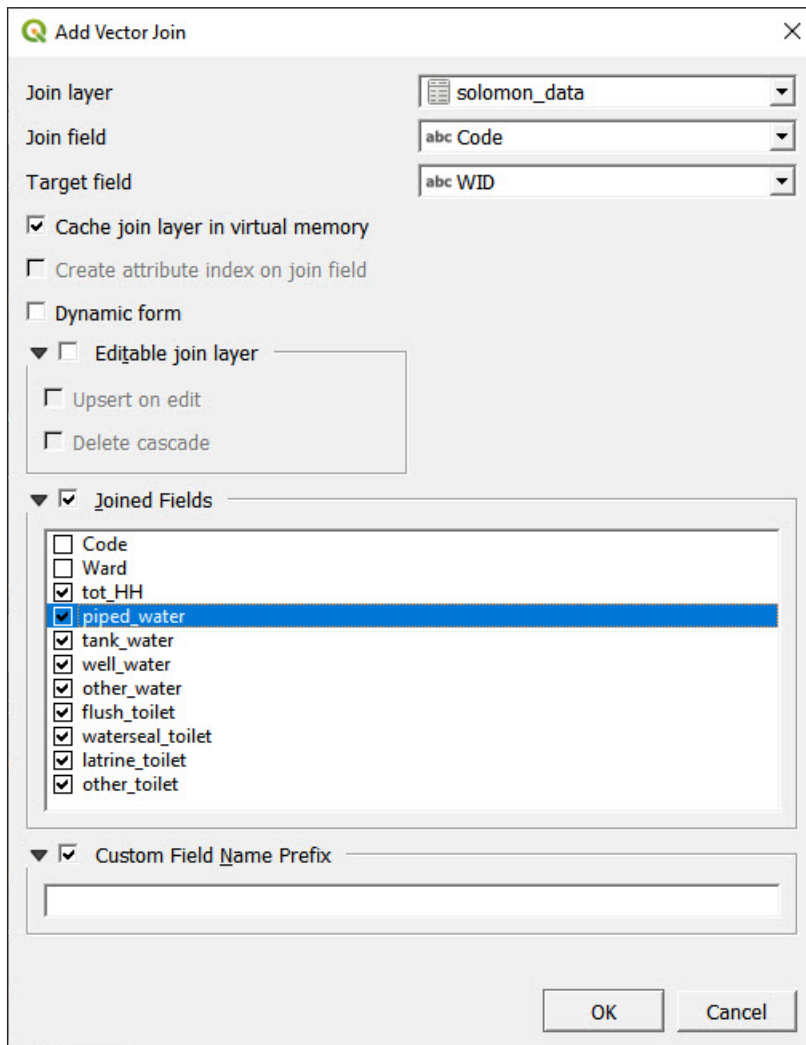 Add Vector Join
Join layer solomon_data
Join field abc Code
Target field abc WID
Cache join layer in virtual memory
Create attribute index on join field
Dynamic form
Editable join layer
Upsert on edit
Delete cascade
Joined Fields
Code
Ward
tot_HH
piped_water
tank_water
well_water
other_water
flush_toilet
waterseal_toilet
latrine_toilet
other_toilet
Custom Field Name Prefix
OK Cancel